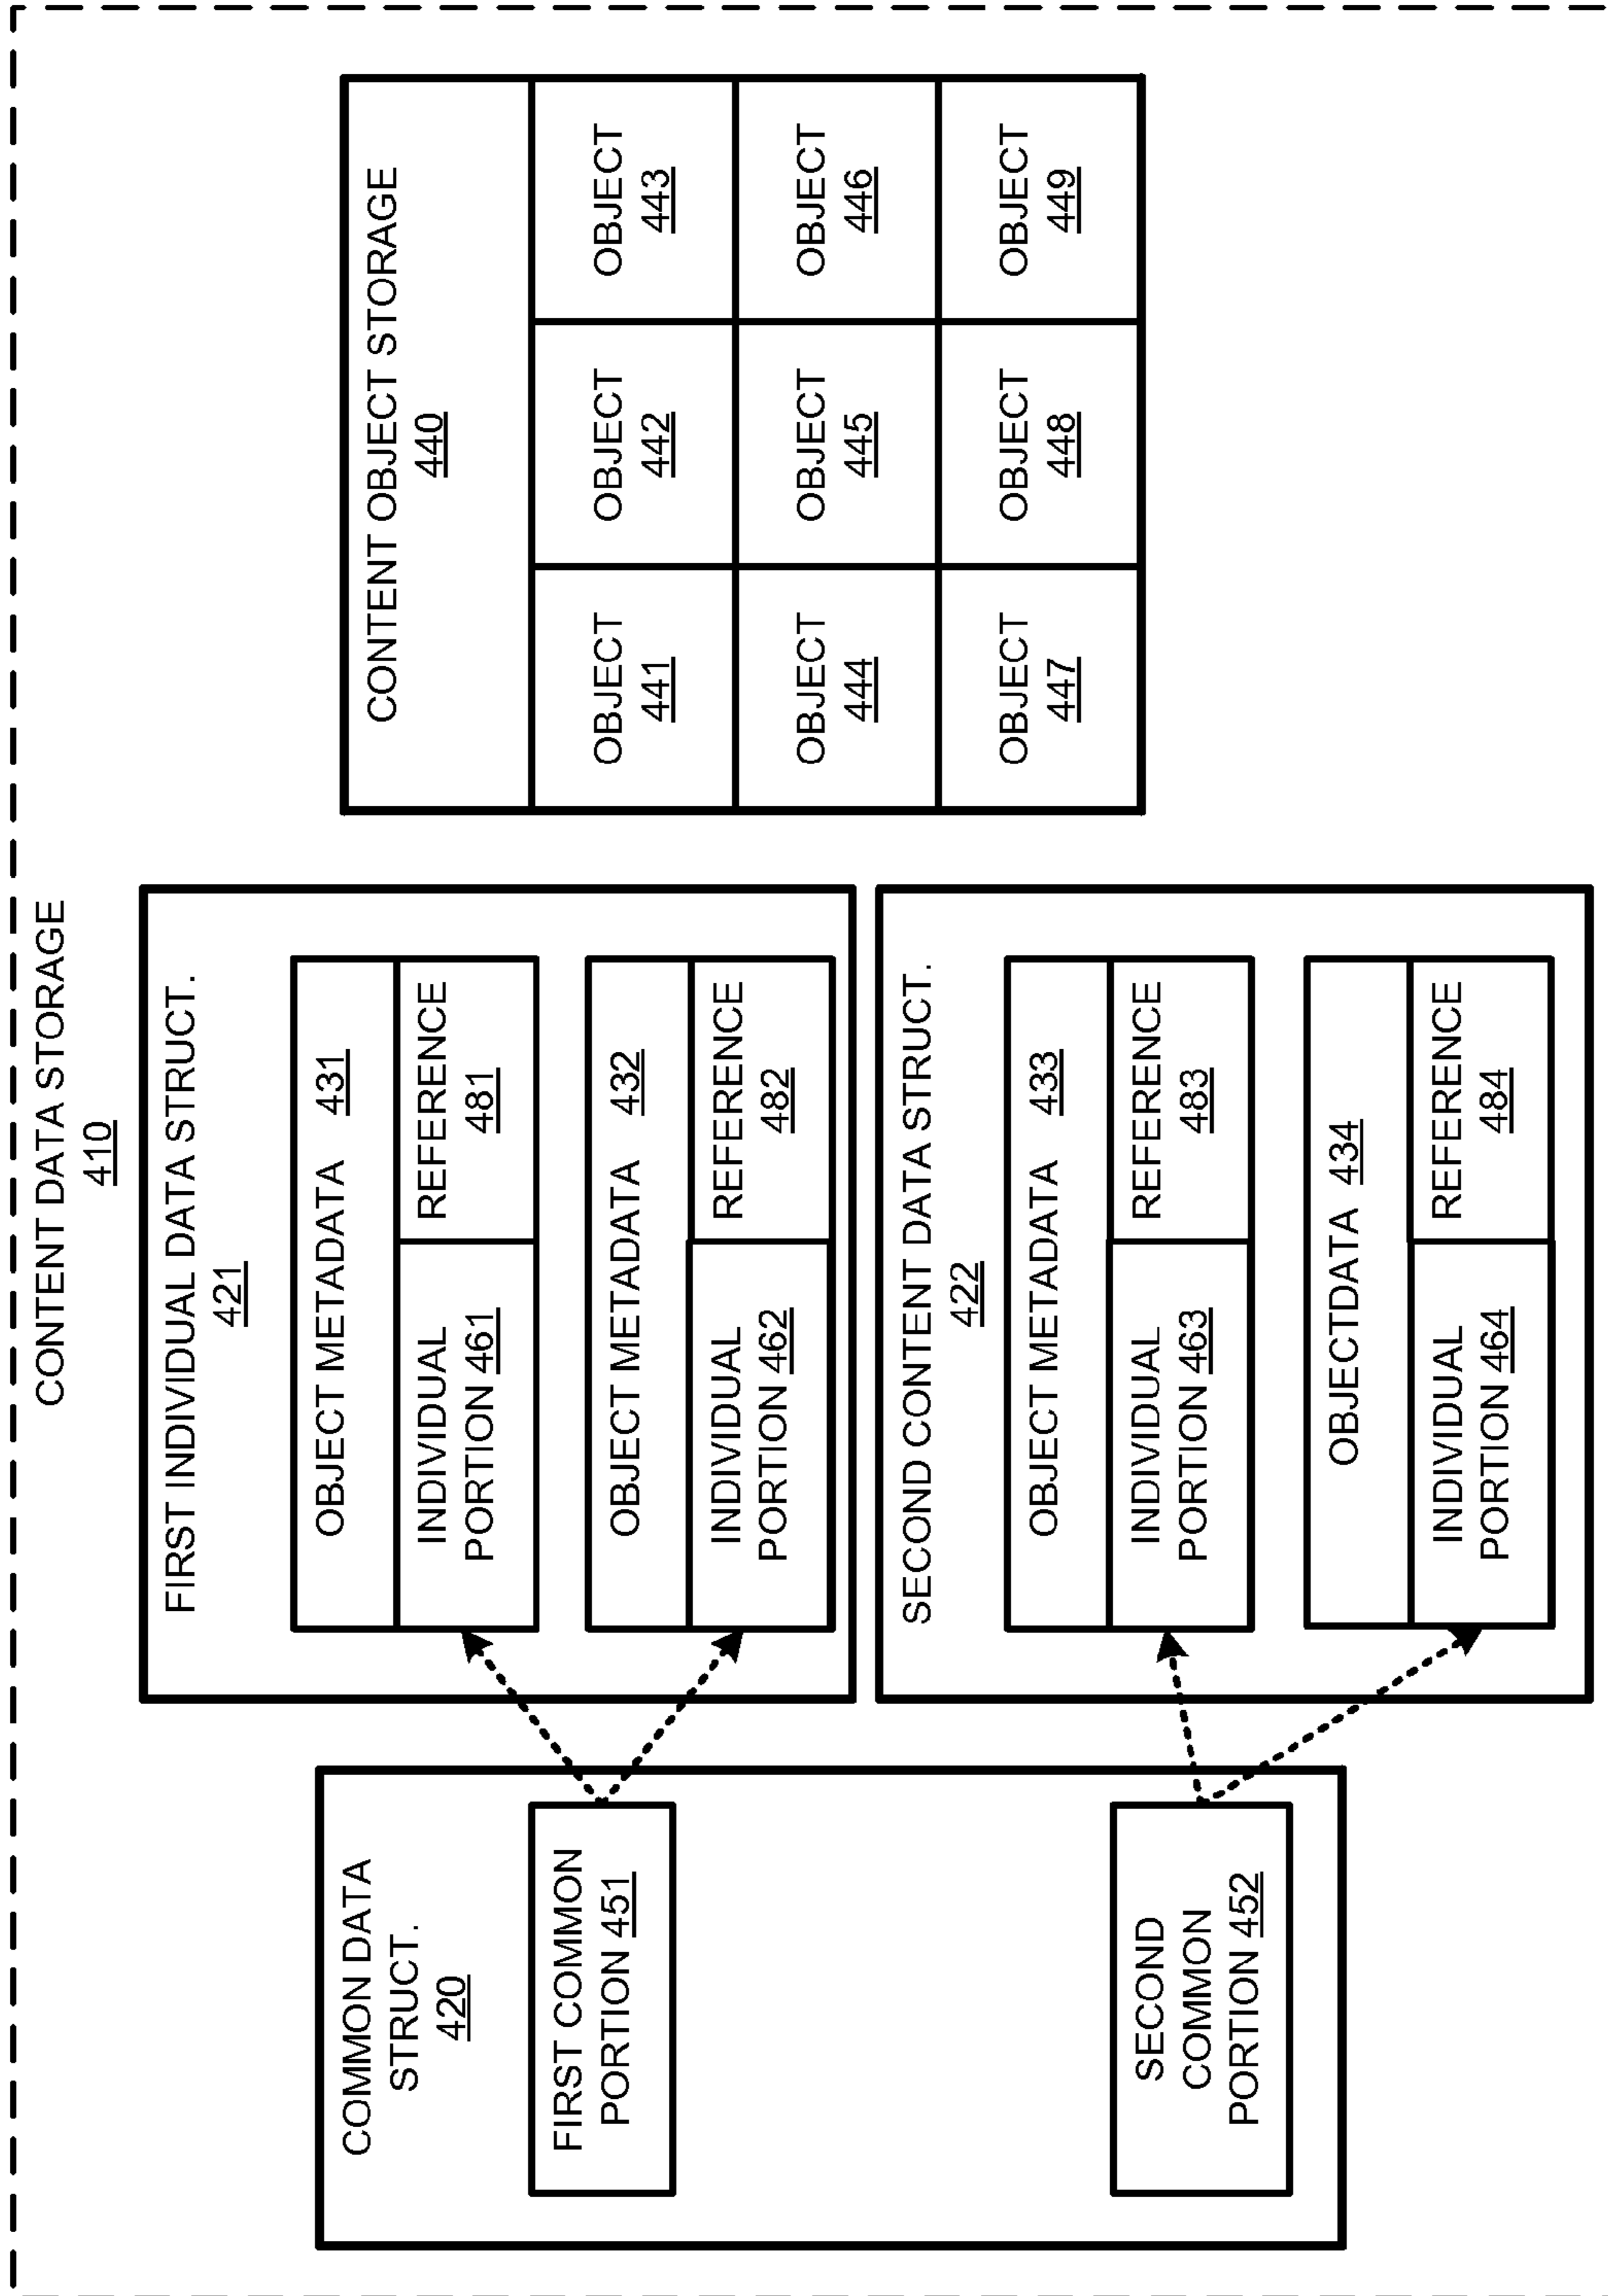 CONTENT DATA STORAGE
410
COMMON DATA
STRUCT.
420
FIRST COMMON
PORTION 451
SECOND
COMMON
PORTION 452
FIRST INDIVIDUAL DATA STRUCT.
421
OBJECT METADATA 431
INDIVIDUAL
PORTION 461
REFERENCE
481
OBJECT METADATA 432
INDIVIDUAL
PORTION 462
REFERENCE
482
SECOND CONTENT DATA STRUCT.
422
OBJECT METADATA 433
INDIVIDUAL
PORTION 463
REFERENCE
483
OBJECTDATA 434
INDIVIDUAL
PORTION 464
REFERENCE
484
CONTENT OBJECT STORAGE
440
OBJECT
441
OBJECT
442
OBJECT
443
OBJECT
444
OBJECT
445
OBJECT
446
OBJECT
447
OBJECT
448
OBJECT
449